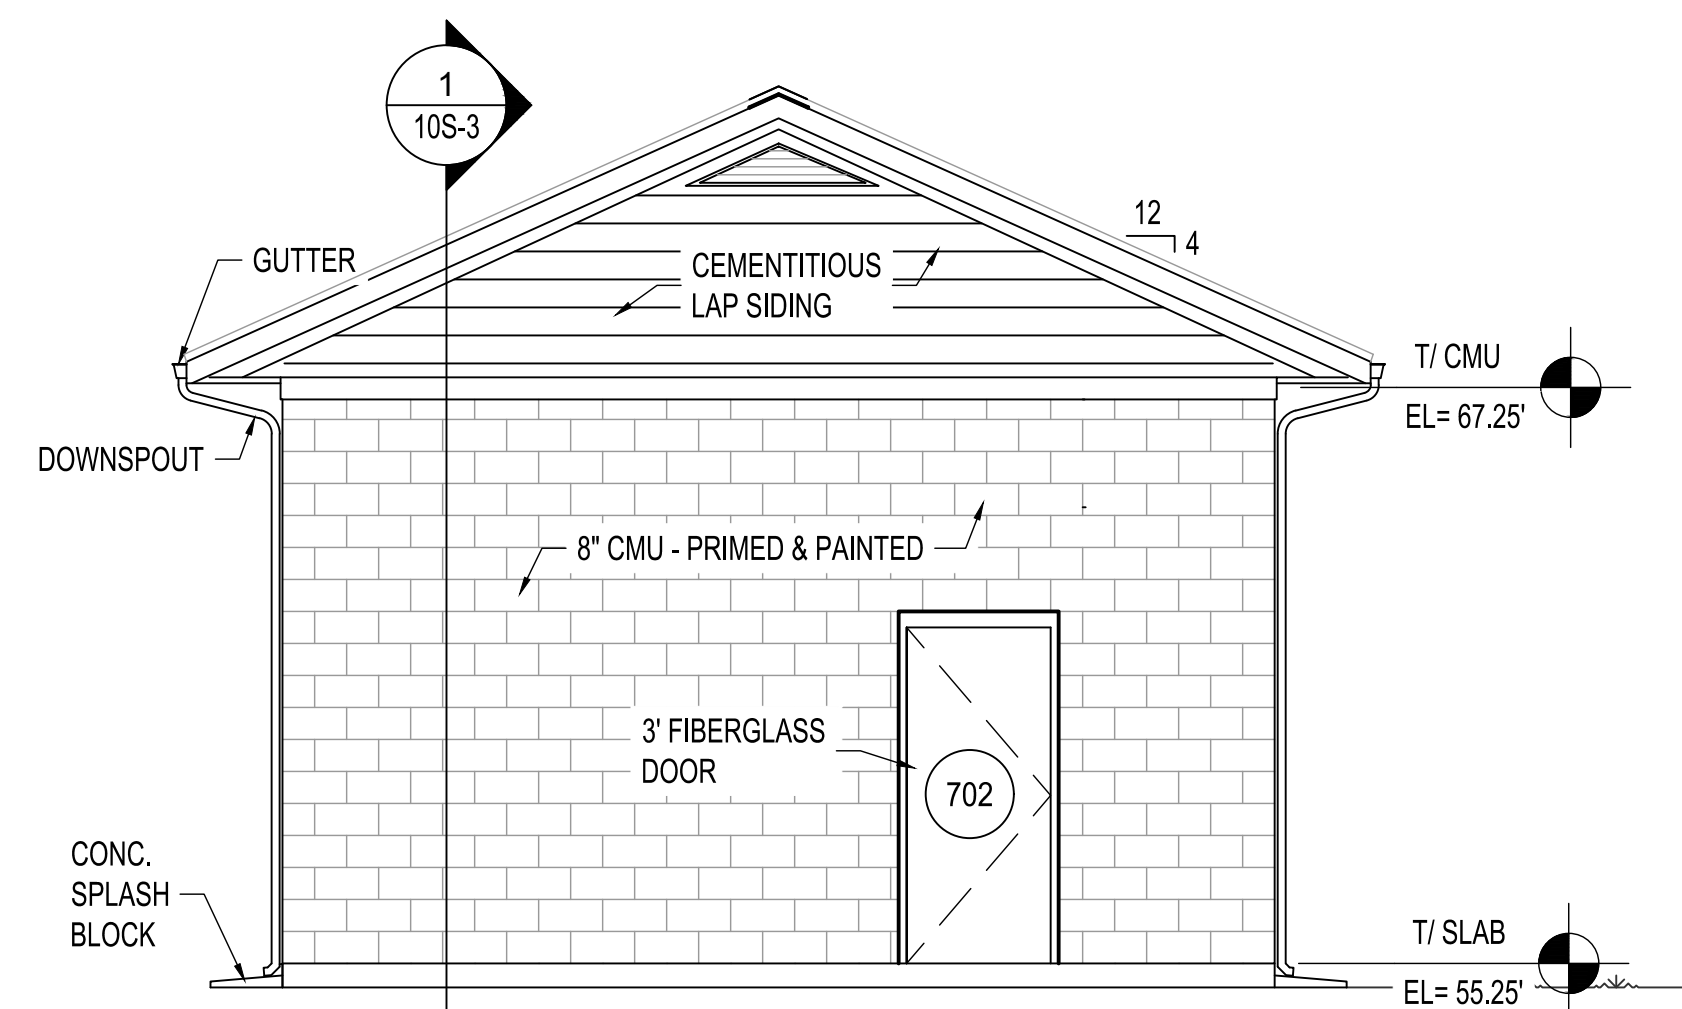 1
10S-3
12
4
GUTTER
CEMENTITIOUS
LAP SIDING
T/ CMU
EL= 67.25'
DOWNSPOUT
8" CMU - PRIMED & PAINTED
3' FIBERGLASS
DOOR
702
CONC.
SPLASH
BLOCK
T/ SLAB
EL= 55.25'